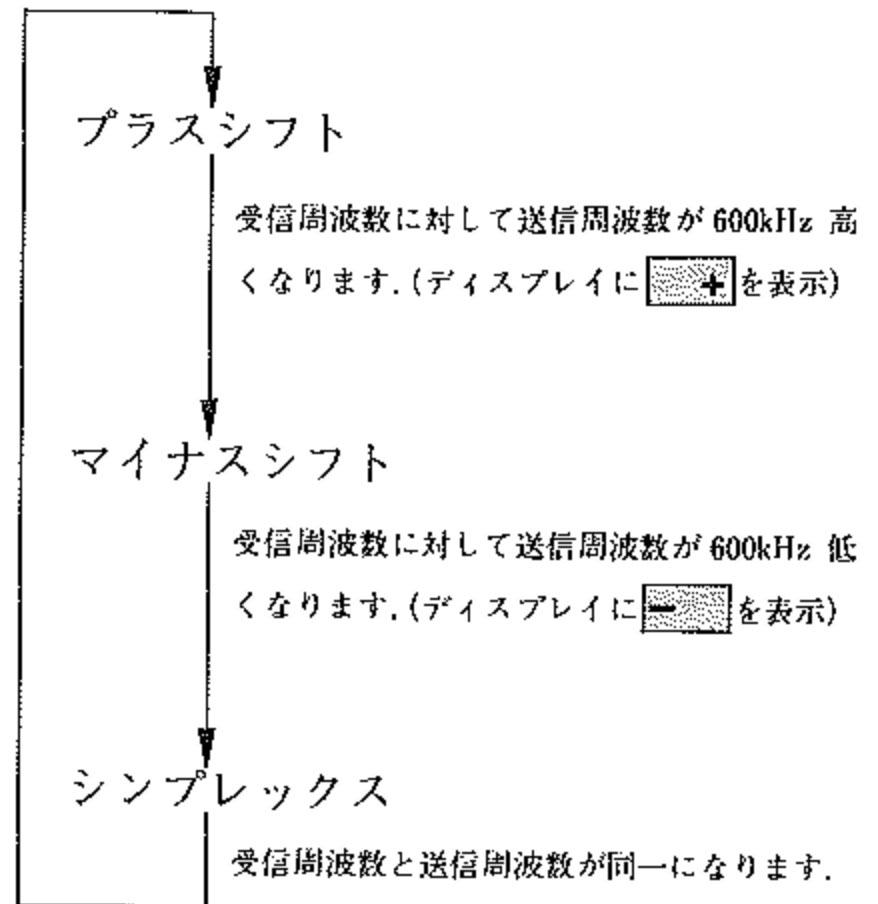 プラスシフト
受信周波数に対して送信周波数が 600kHz 高
くなります.(ディスプレイに + を表示)
マイナスシフト
受信周波数に対して送信周波数が 600kHz 低
くなります.(ディスプレイに - を表示)
シンプレックス
受信周波数と送信周波数が同一になります.